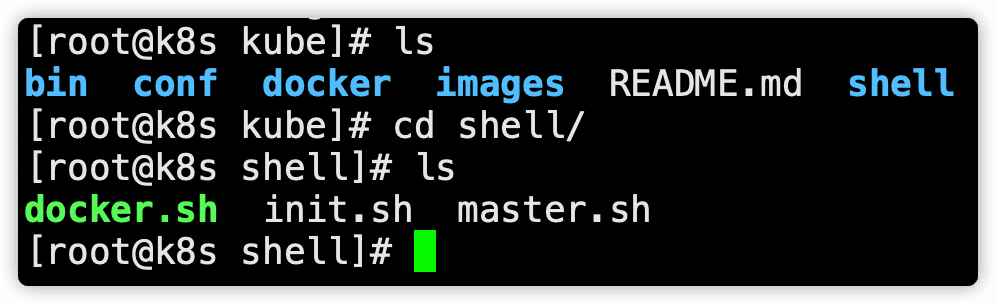 [root@k8s kube]# ls
bin  conf  docker  images  README.md  shell
[root@k8s kube]# cd shell/
[root@k8s shell]# ls
docker.sh  init.sh  master.sh
[root@k8s shell]#